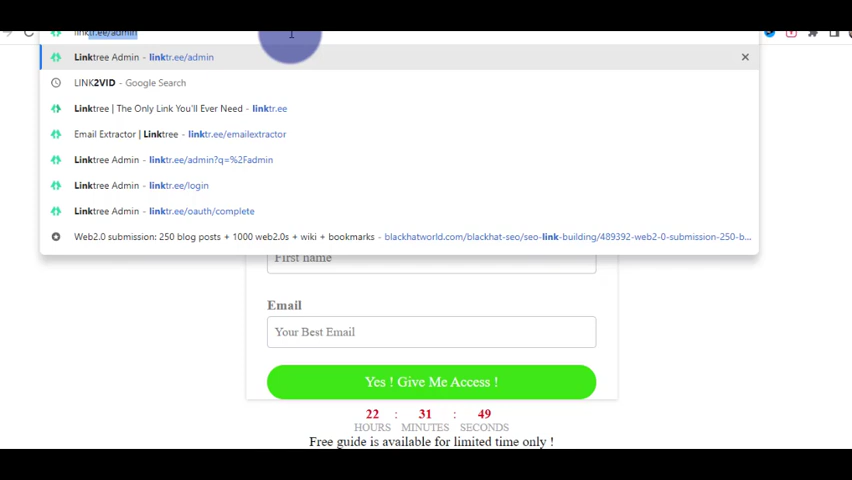 linktr.ee/admin
Linktree Admin - linktr.ee/admin
LINK2VID - Google Search
Linktree | The Only Link You'll Ever Need - linktr.ee
Email Extractor | Linktree - linktr.ee/emailextractor
Linktree Admin - linktr.ee/admin?q=%2Fadmin
Linktree Admin - linktr.ee/login
Linktree Admin - linktr.ee/oauth/complete
Web2.0 submission: 250 blog posts + 1000 web2.0s + wiki + bookmarks - blackhatworld.com/blackhat-seo/seo-link-building/489392-web2-0-submission-250-b...
First name
Email
Your Best Email
Yes ! Give Me Access !
22 : 31 : 49
HOURS MINUTES SECONDS
Free guide is available for limited time only !